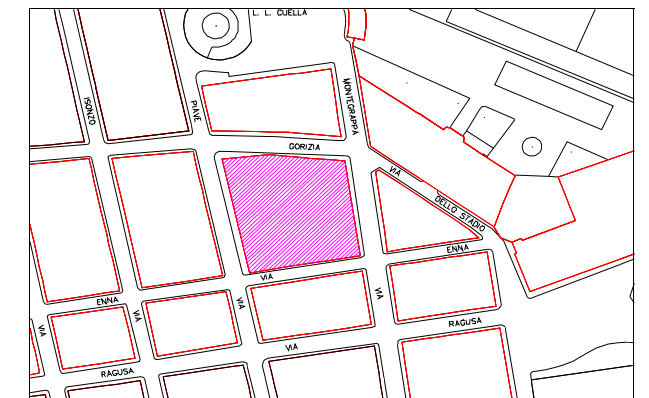 L. L. CUELLA
ISONZO
PIAVE
MONTEGRAPPA
GORIZIA
VIA
DELLO STADIO
ENNA
VIA
ENNA
VIA
VIA
VIA
VIA
RAGUSA
VIA
RAGUSA